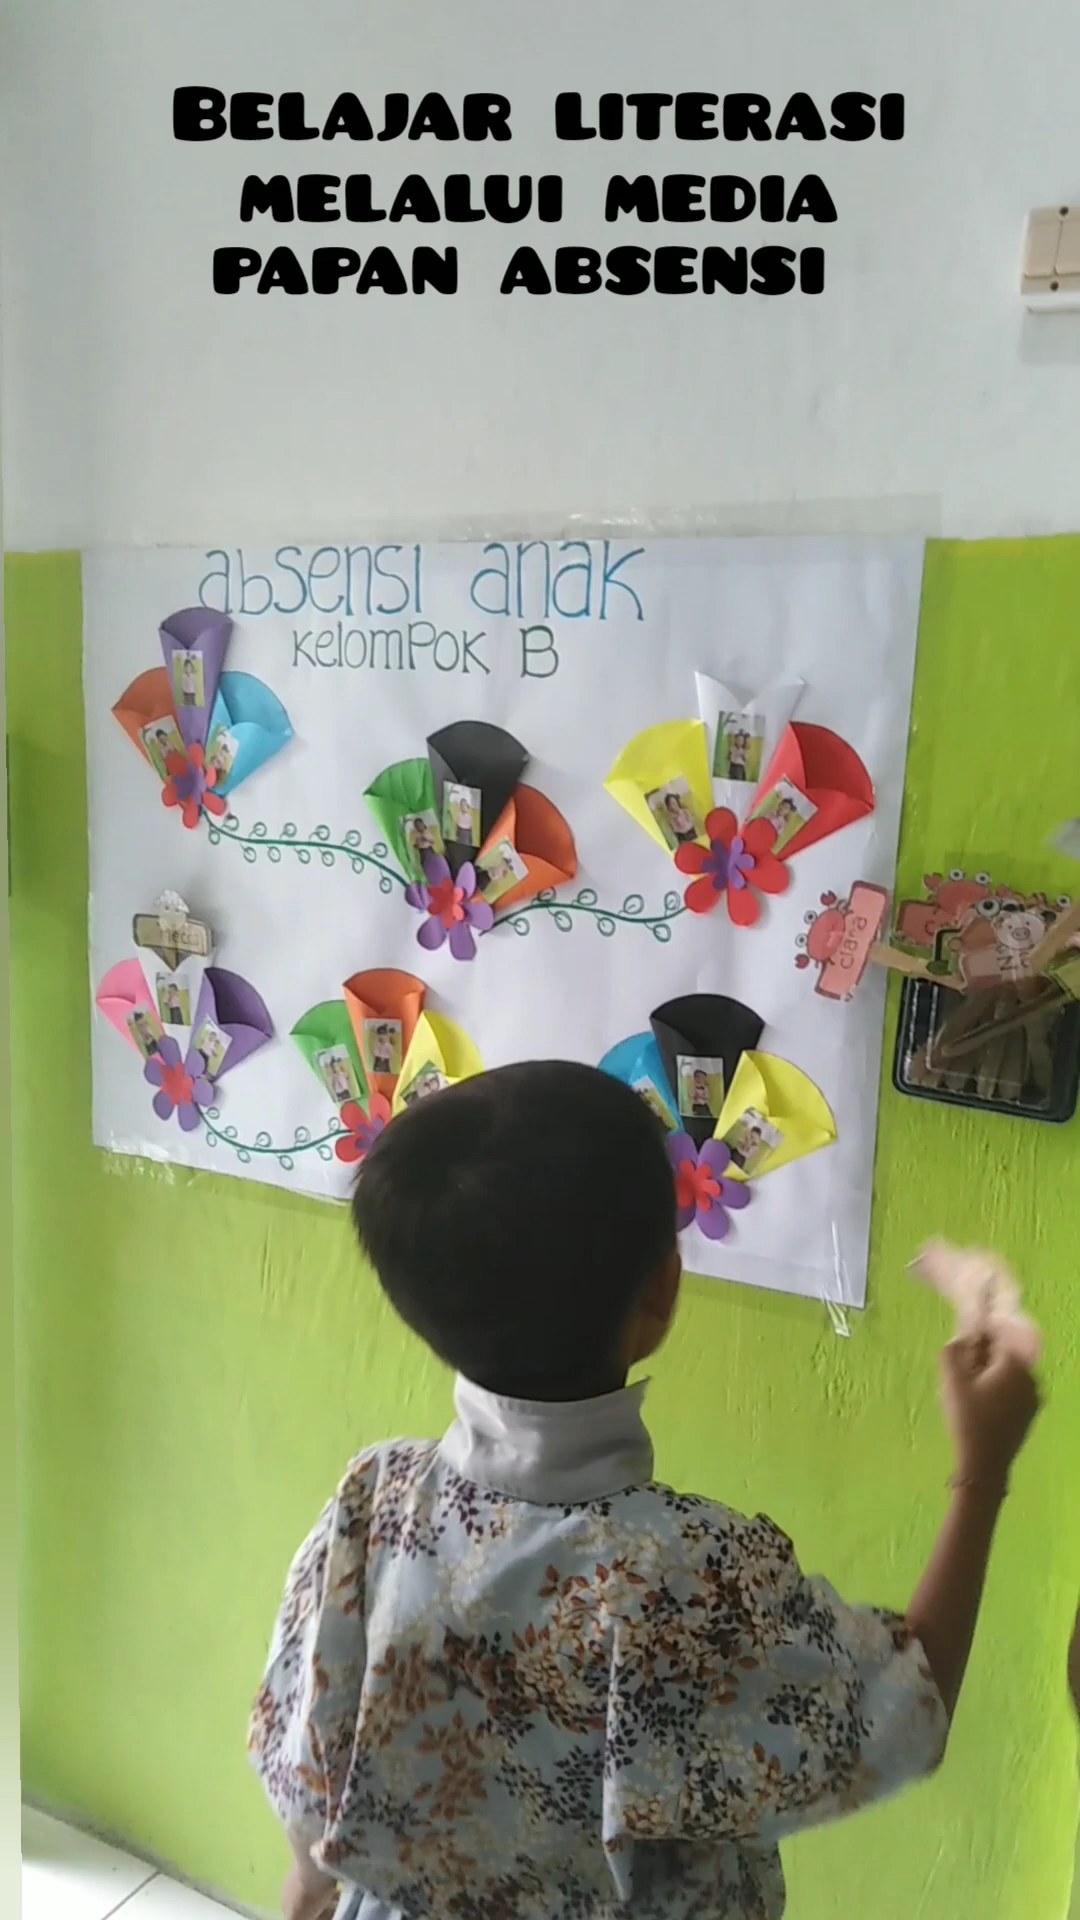 BELAJAR LITERASI
MELALUI MEDIA
PAPAN ABSENSI
absensi anak
kelomPok B
clara